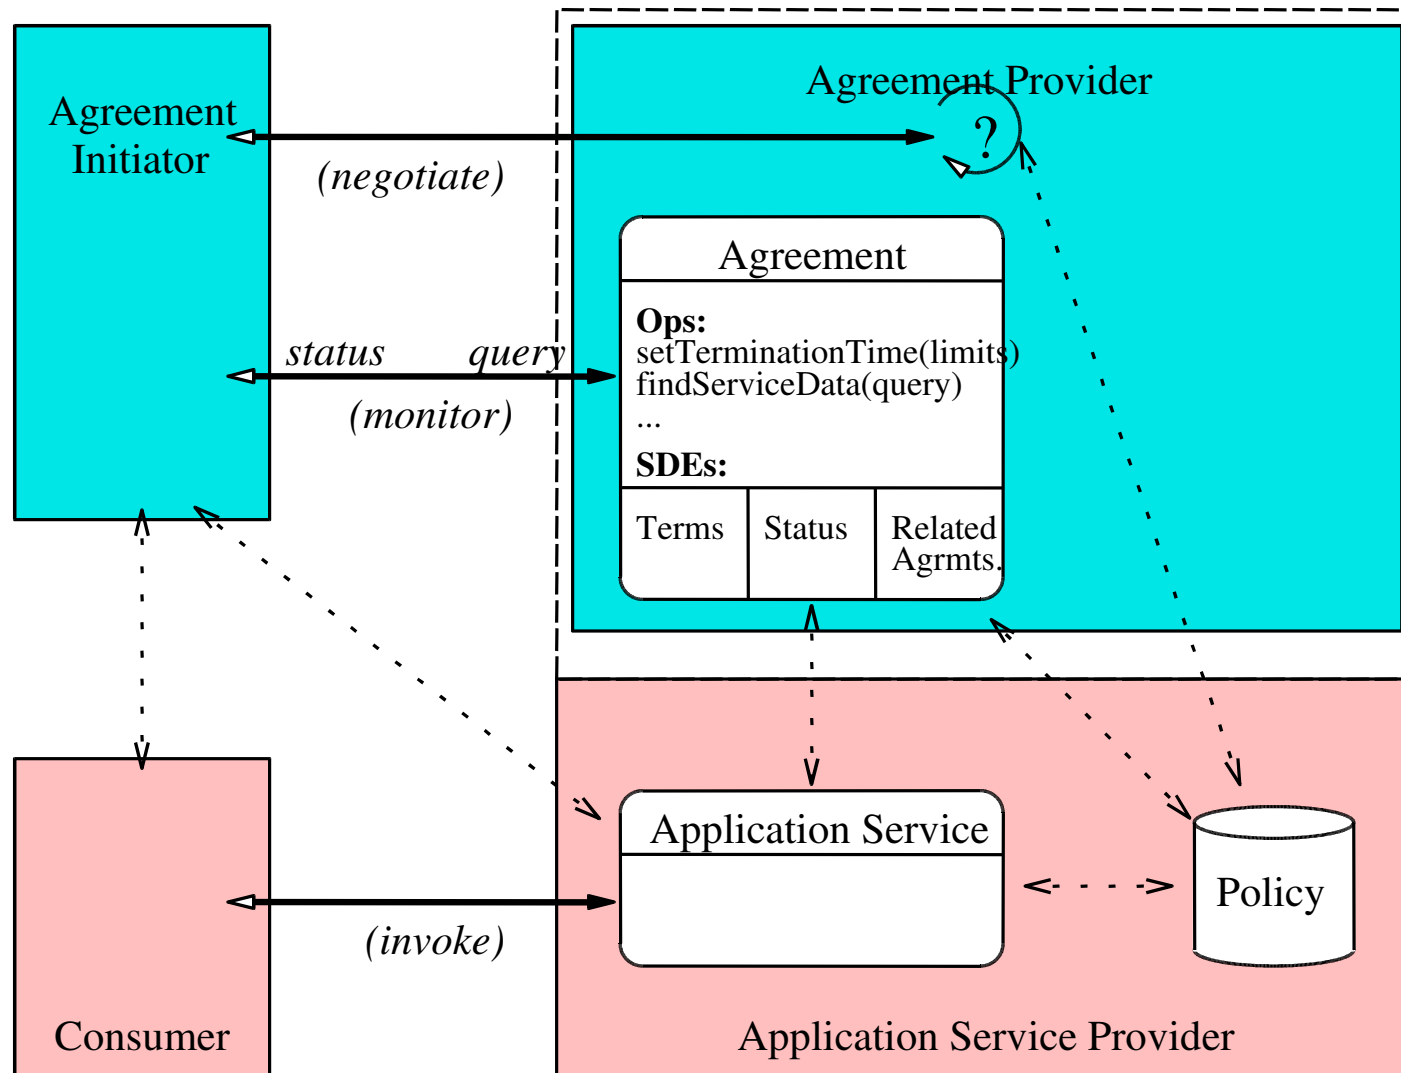 Agreement Provider
Agreement
Initiator
?
(negotiate)
Agreement
Ops:
setTerminationTime(limits)
findServiceData(query)
...
SDEs:
status query
(monitor)
Terms
Status
Related
Agrmts.
Application Service
Policy
(invoke)
Consumer
Application Service Provider